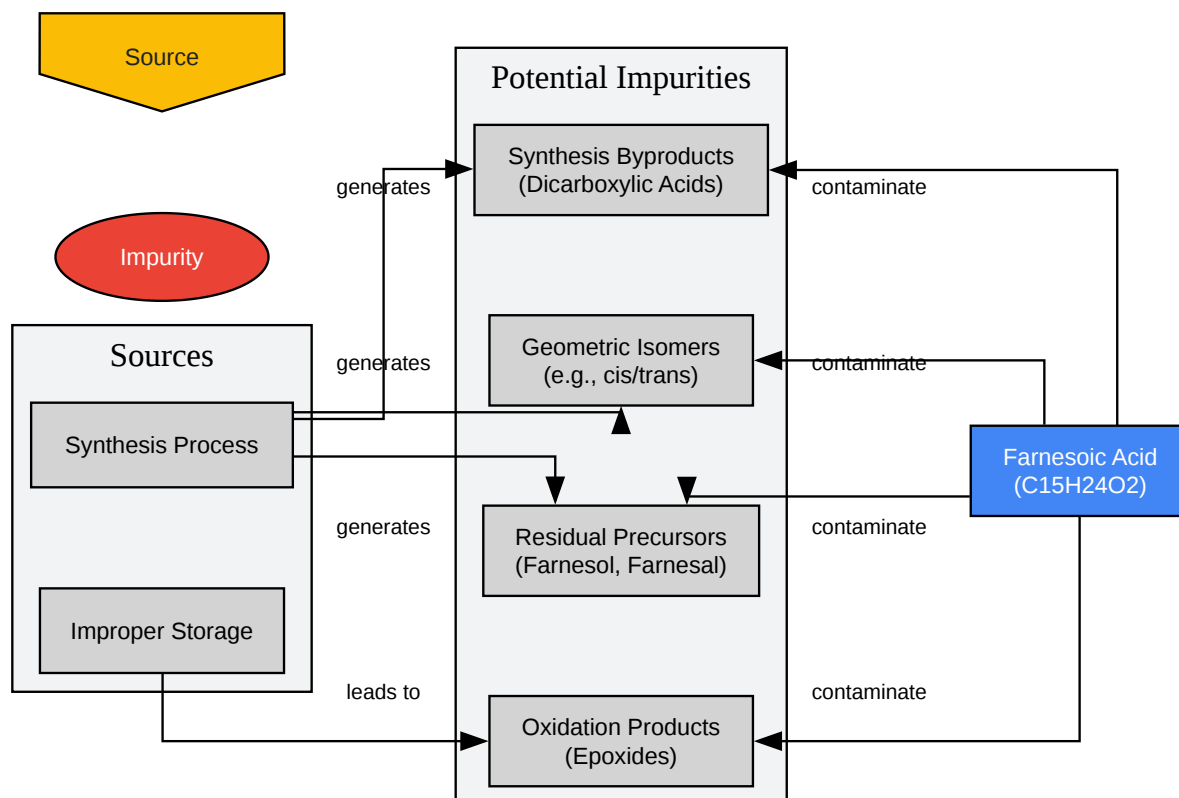 Source
Impurity
Sources
Synthesis Process
Improper Storage
generates
generates
generates
leads to
Potential Impurities
Synthesis Byproducts
(Dicarboxylic Acids)
Geometric Isomers
(e.g., cis/trans)
Residual Precursors
(Farnesol, Farnesal)
Oxidation Products
(Epoxides)
contaminate
contaminate
contaminate
contaminate
Farnesoic Acid
(C15H24O2)